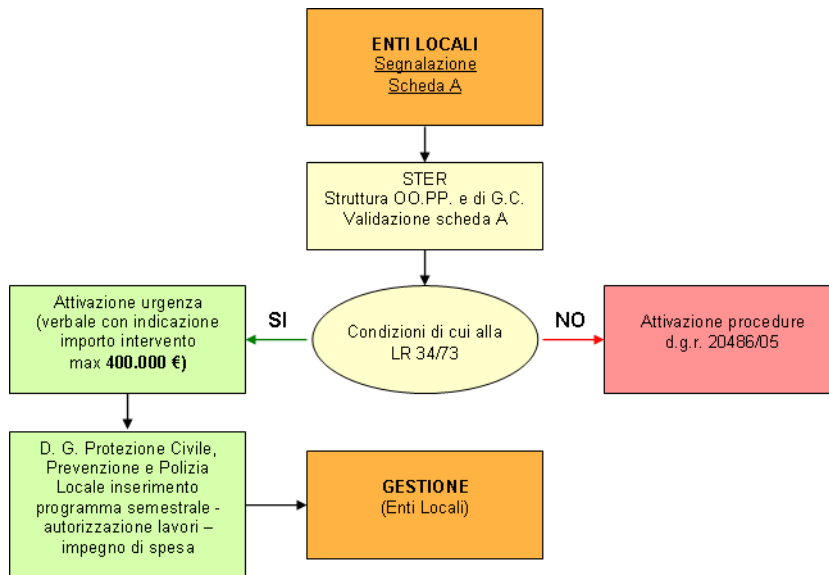 ENTI LOCALI
Segnalazione
Scheda A
STER
Struttura OO.PP. e di G.C.
Validazione scheda A
Attivazione urgenza
(verbale con indicazione
importo intervento
max 400.000 €)
SI
Condizioni di cui alla
LR 34/73
NO
Attivazione procedure
d.g.r. 20486/05
D. G. Protezione Civile,
Prevenzione e Polizia
Locale inserimento
programma semestrale -
autorizzazione lavori –
impegno di spesa
GESTIONE
(Enti Locali)